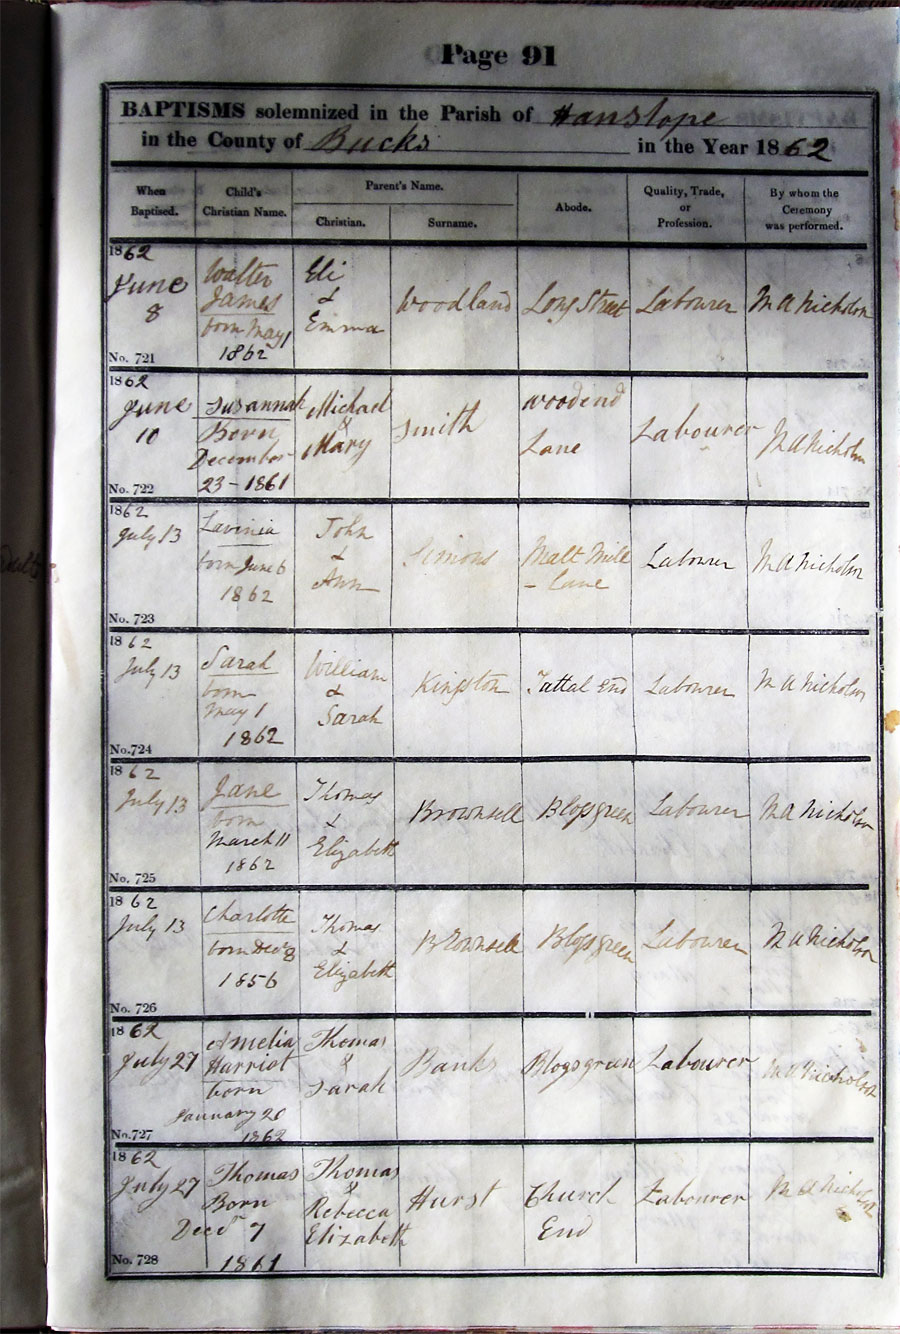 Page 91
BAPTISMS solemnized in the Parish of Hanslope
in the County of Bucks in the Year 1862
When
Baptised.
Child's
Christian Name.
Parent's Name.
Christian.
Surname.
Abode.
Quality, Trade,
or
Profession.
By whom the
Ceremony
was performed.
1862
June
8
No. 721
Walter
James
born May 1
1862
Eli
&
Emma
Woodland
Long Street
Labourer
M A Nicholson
1862
June
10
No. 722
Susannah
Born
December
23 - 1861
Michael
&
Mary
Smith
Woodend
Lane
Labourer
M A Nicholson
1862
July 13
No. 723
Lavinia
born June 6
1862
John
&
Ann
Simons
Malt Mill
- Lane
Labourer
M A Nicholson
1862
July 13
No. 724
Sarah
born
May 1
1862
William
&
Sarah
Kingston
Tattal End
Labourer
M A Nicholson
1862
July 13
No. 725
Jane
born
March 11
1862
Thomas
&
Elizabeth
Brownsell
Blogsgreen
Labourer
M A Nicholson
1862
July 13
No. 726
Charlotte
born Decr 8
1856
Thomas
&
Elizabeth
Brownsell
Blogsgreen
Labourer
M A Nicholson
1862
July 27
No. 727
Amelia
Harriot
born
January 20
1862
Thomas
&
Sarah
Banks
Blogsgreen
Labourer
M A Nicholson
1862
July 27
No. 728
Thomas
Born
Decr 7
1861
Thomas
&
Rebecca
Elizabeth
Hurst
Church
End
Labourer
M A Nicholson